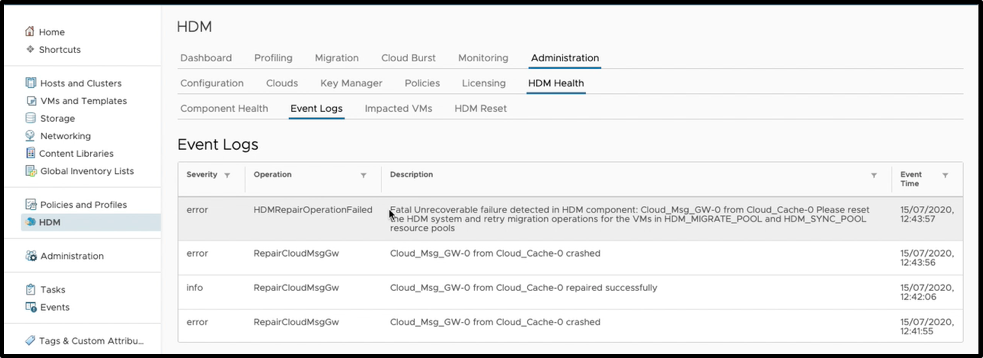 HDM
Home
Shortcuts
Hosts and Clusters
VMs and Templates
Storage
Networking
Content Libraries
Global Inventory Lists
Policies and Profiles
HDM
Administration
Tasks
Events
Tags & Custom Attribu...
Dashboard Profiling Migration Cloud Burst Monitoring Administration
Configuration Clouds Key Manager Policies Licensing HDM Health
Component Health Event Logs Impacted VMs HDM Reset
Event Logs
Severity Operation Description Event
Time
error HDMRepairOperationFailed Fatal Unrecoverable failure detected in HDM component: Cloud_Msg_GW-0 from Cloud_Cache-0 Please reset 15/07/2020,
the HDM system and retry migration operations for the VMs in HDM_MIGRATE_POOL and HDM_SYNC_POOL 12:43:57
resource pools
error RepairCloudMsgGw Cloud_Msg_GW-0 from Cloud_Cache-0 crashed 15/07/2020,
12:43:56
info RepairCloudMsgGw Cloud_Msg_GW-0 from Cloud_Cache-0 repaired successfully 15/07/2020,
12:42:06
error RepairCloudMsgGw Cloud_Msg_GW-0 from Cloud_Cache-0 crashed 15/07/2020,
12:41:55